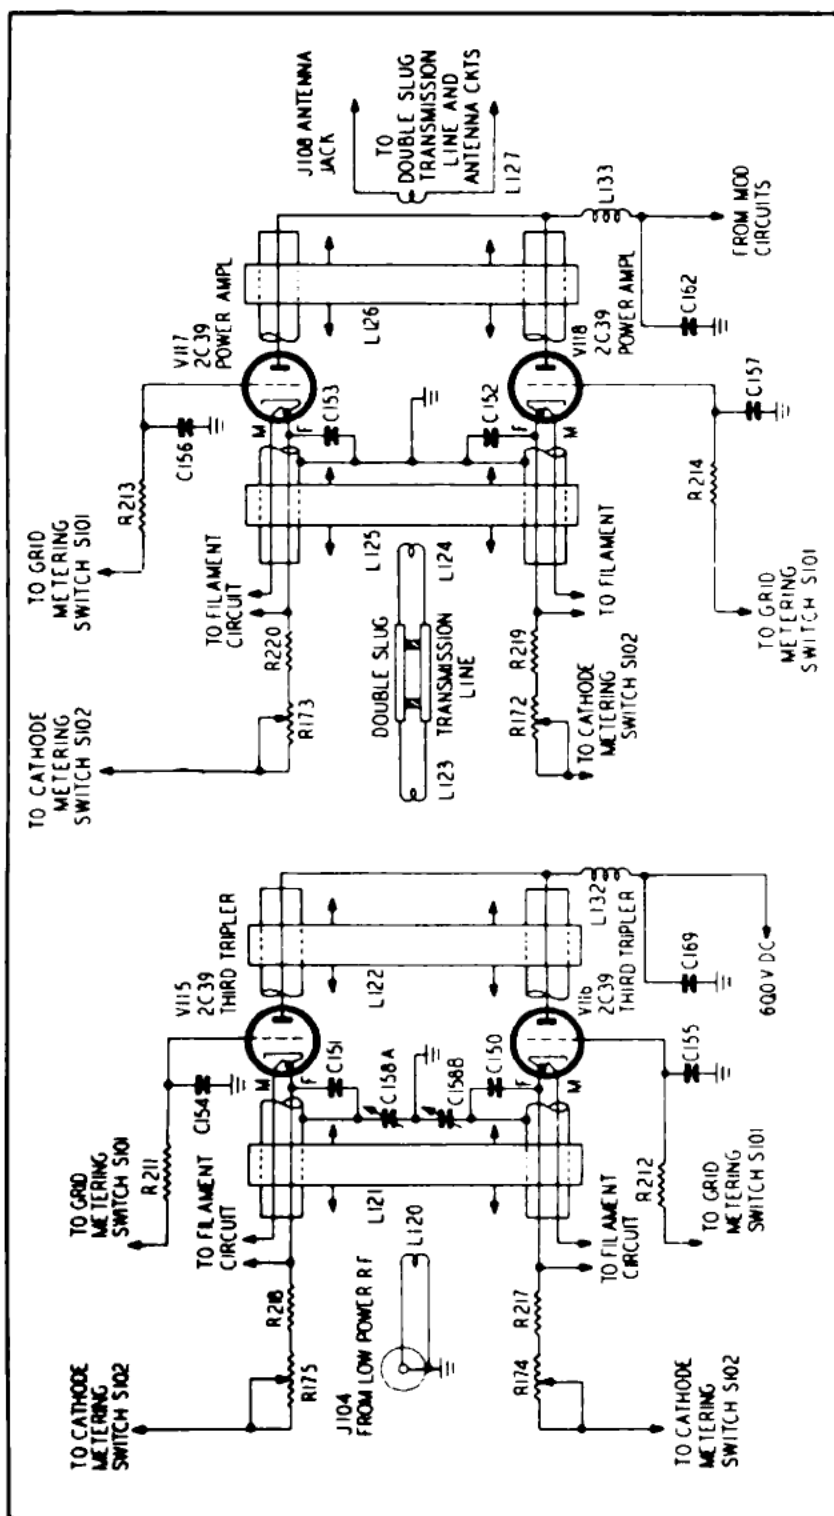 TO CATHODE
METERING
SWITCH S102
R175
R218
TO GRID
METERING
SWITCH S101
R211
TO FILAMENT
CIRCUIT
C154
M
F
V115
2C39
THIRD TRIPLER
C151
C158A
C158B
C150
L121
L122
J104
FROM LOW POWER RF
L120
R174
R217
TO CATHODE
METERING
SWITCH S102
TO FILAMENT
CIRCUIT
R212
TO GRID
METERING
SWITCH S101
F
M
V116
2C39
THIRD TRIPLER
C155
L132
C169
600V DC
TO CATHODE
METERING
SWITCH S102
R173
R220
TO GRID
METERING
SWITCH S101
R213
TO FILAMENT
CIRCUIT
C156
M
F
V117
2C39
POWER AMPL
C153
C152
L125
L126
DOUBLE SLUG
TRANSMISSION
LINE
L123
L124
R172
R219
TO CATHODE
METERING
SWITCH S102
TO FILAMENT
R214
TO GRID
METERING
SWITCH S101
F
M
V118
2C39
POWER AMPL
C157
C162
L133
FROM MOD
CIRCUITS
J108 ANTENNA
JACK
TO
DOUBLE SLUG
TRANSMISSION
LINE AND
ANTENNA CKTS
L127